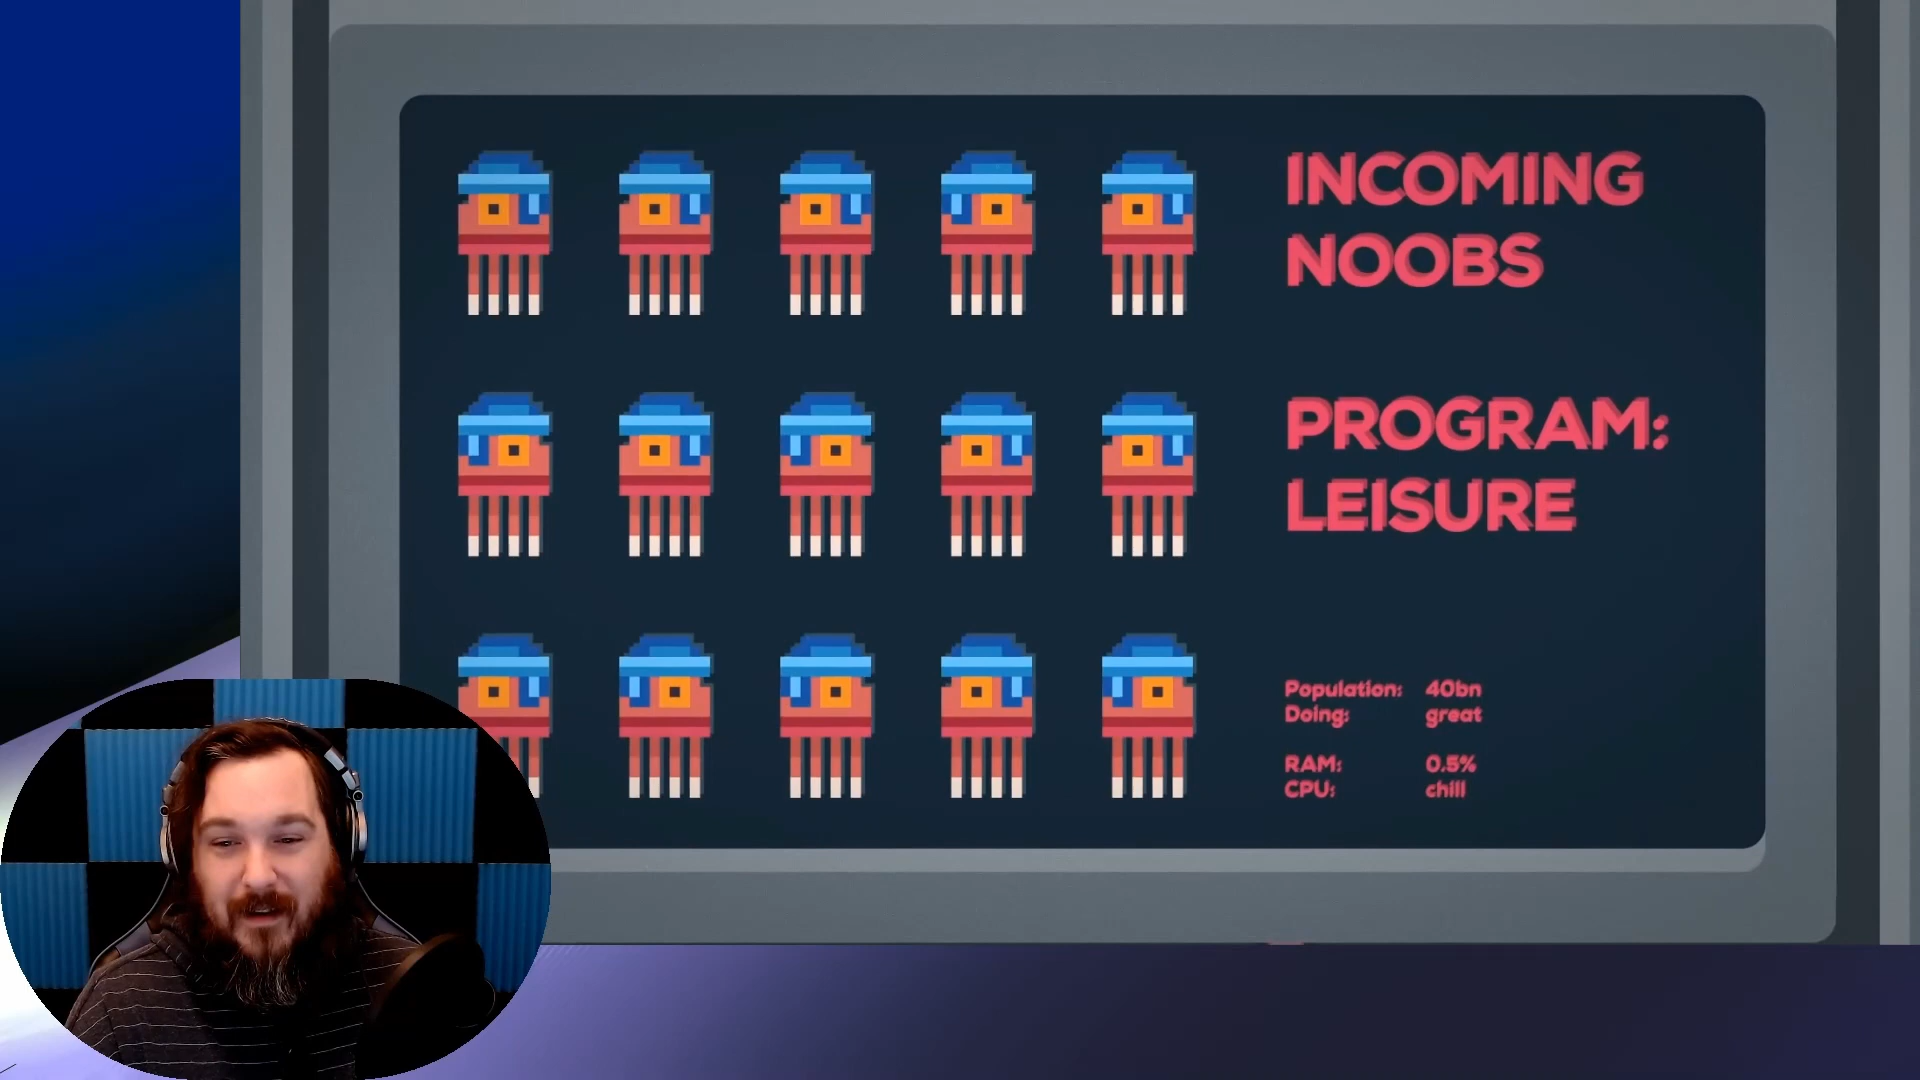 INCOMING
NOOBS
PROGRAM:
LEISURE
Population: 40bn
Doing: great
RAM: 0.5%
CPU: chill